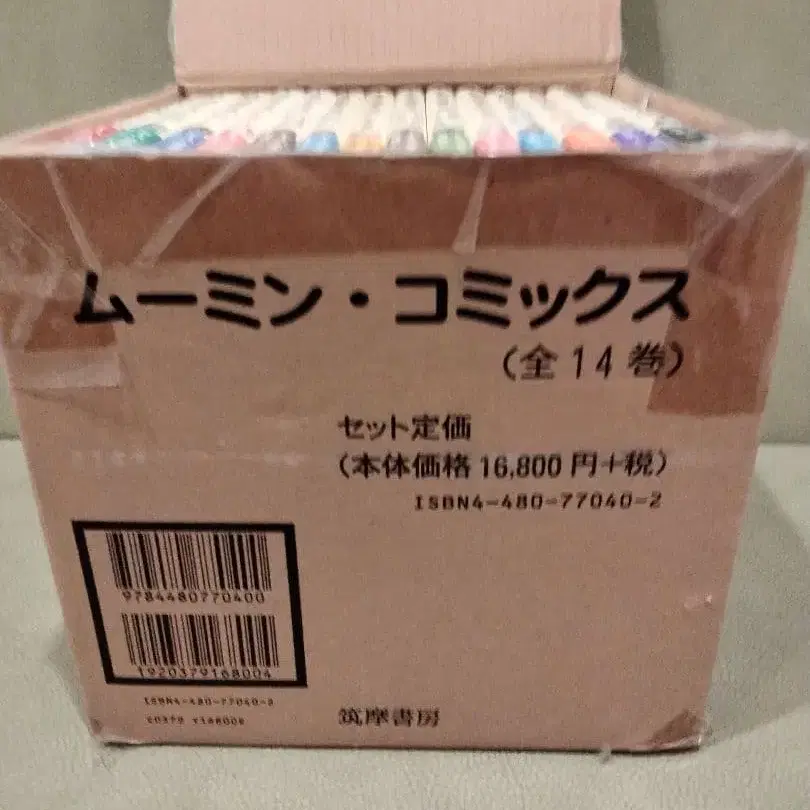 ムーミン・コミックス
（全14巻）
セット定価
（本体価格16,800円+税）
ISBN4-480-77040-2
9784480770400
1920379168004
ISBN4-480-77040-2
C0379 ¥16800E
筑摩書房